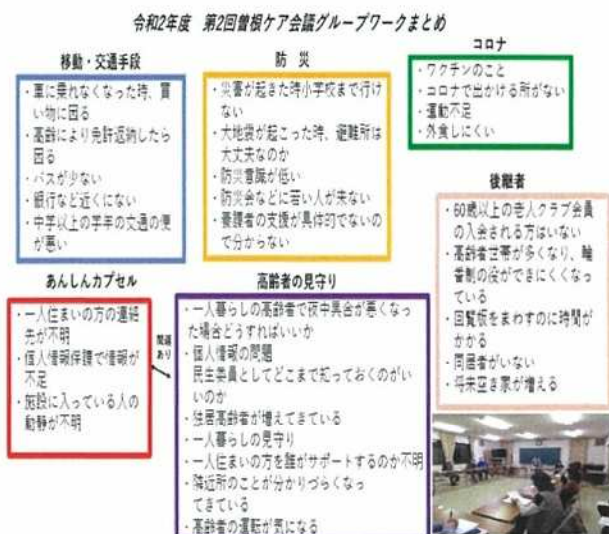 令和2年度 第2回曽根ケア会議グループワークまとめ
移動・交通手段
・車に乗れなくなった時、買
い物に困る
・高齢により免許返納したら
困る
・バスが少ない
・銀行など近くにない
・中学以上の学年の交通の便
が悪い
防 災
・災害が起きた時小学校まで行け
ない
・大地震が起こった時、避難所は
大丈夫なのか
・防災意識が低い
・防災会などに若い人が来ない
・要援者の支援が具体的でないの
で分からない
コロナ
・ワクチンのこと
・コロナで出かける所がない
・運動不足
・外食しにくい
後継者
・60歳以上の老人クラブ会員
の入会される方はいない
・高齢者世帯が多くなり、輪
番制の役ができにくくなっ
ている
・回覧板をまわすのに時間が
かかる
・同居者がいない
・将来空き家が増える
あんしんカプセル
・一人住まいの方の連絡
先が不明
・個人情報保護で情報が
不足
・施設に入っている人の
動静が不明
関連
あり
高齢者の見守り
・一人暮らしの高齢者で夜中具合が悪くなっ
た場合どうすればいいか
・個人情報の問題
民生委員としてどこまで知っておくのがい
いのか
・独居高齢者が増えてきている
・一人暮らしの見守り
・一人住まいの方を誰がサポートするのか不明
・隣近所のことが分かりづらくなっ
てきている
・高齢者の運転が気になる